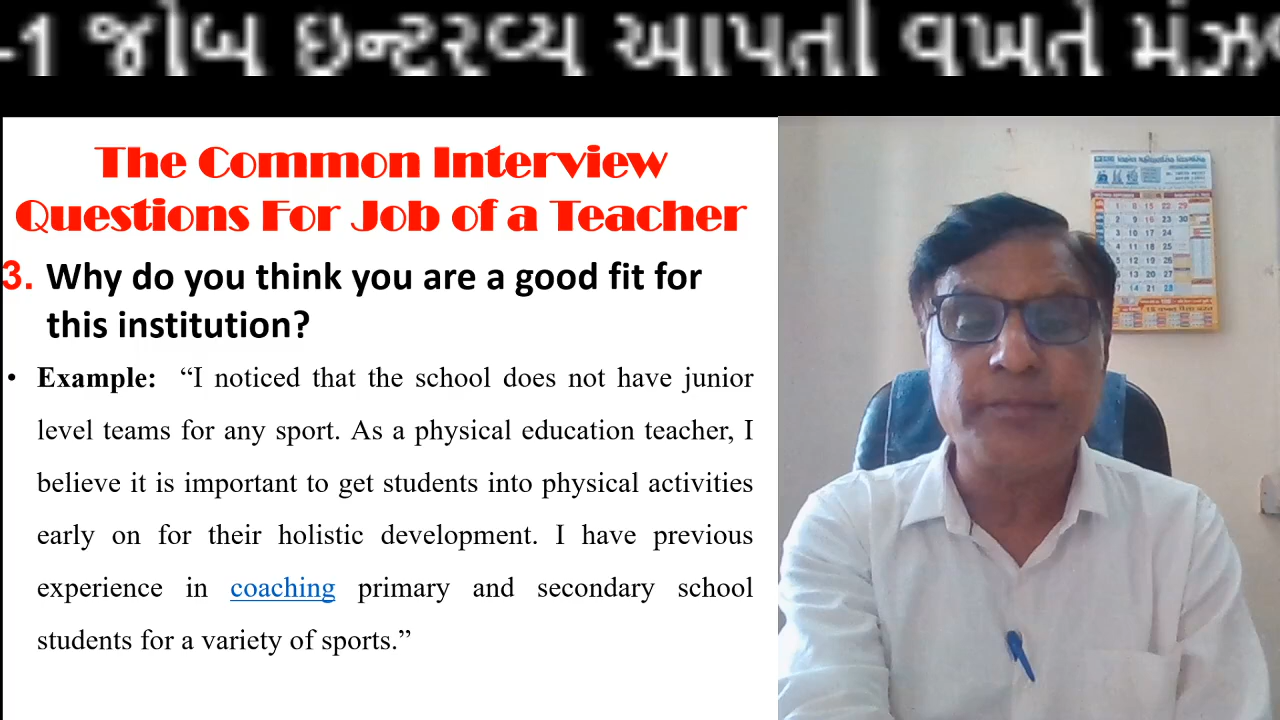 -1 જોબ ઇન્ટરવ્યુ આપતી વખતે
The Common Interview
Questions For Job of a Teacher
3. Why do you think you are a good fit for
this institution?
• Example: “I noticed that the school does not have junior
level teams for any sport. As a physical education teacher, I
believe it is important to get students into physical activities
early on for their holistic development. I have previous
experience in coaching primary and secondary school
students for a variety of sports.”